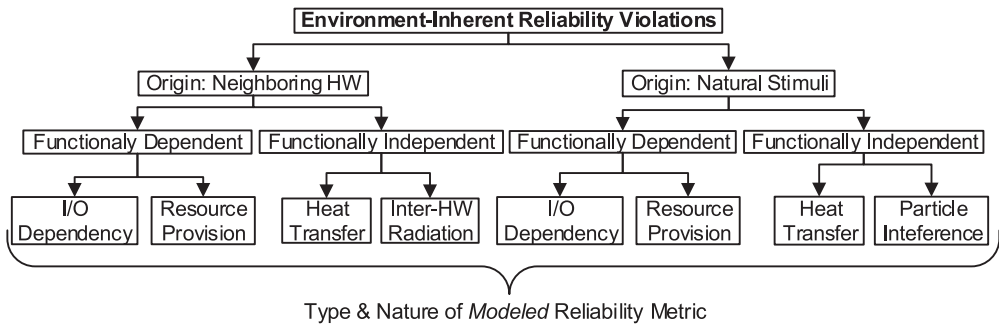 Environment-Inherent Reliability Violations
Origin: Neighboring HW
Origin: Natural Stimuli
Functionaly Dependent
Functionally Independent
Functionally Dependent
Functionally Independent
I/O
Dependency
Resource
Provision
Heat
Transfer
Inter-HW
Radiation
I/O
Dependency
Resource
Provision
Heat
Transfer
Particle
Inteference
Type & Nature of Modeled Reliability Metric